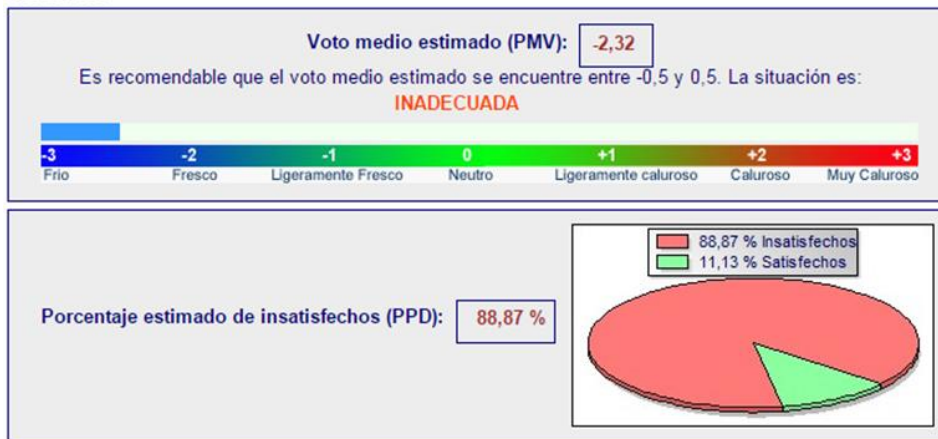 Voto medio estimado (PMV): -2,32
Es recomendable que el voto medio estimado se encuentre entre -0,5 y 0,5. La situación es:
INADECUADA
-3 -2 -1 0 +1 +2 +3
Frio Fresco Ligeramente Fresco Neutro Ligeramente caluroso Caluroso Muy Caluroso
88,87 % Insatisfechos
11,13 % Satisfechos
Porcentaje estimado de insatisfechos (PPD): 88,87 %